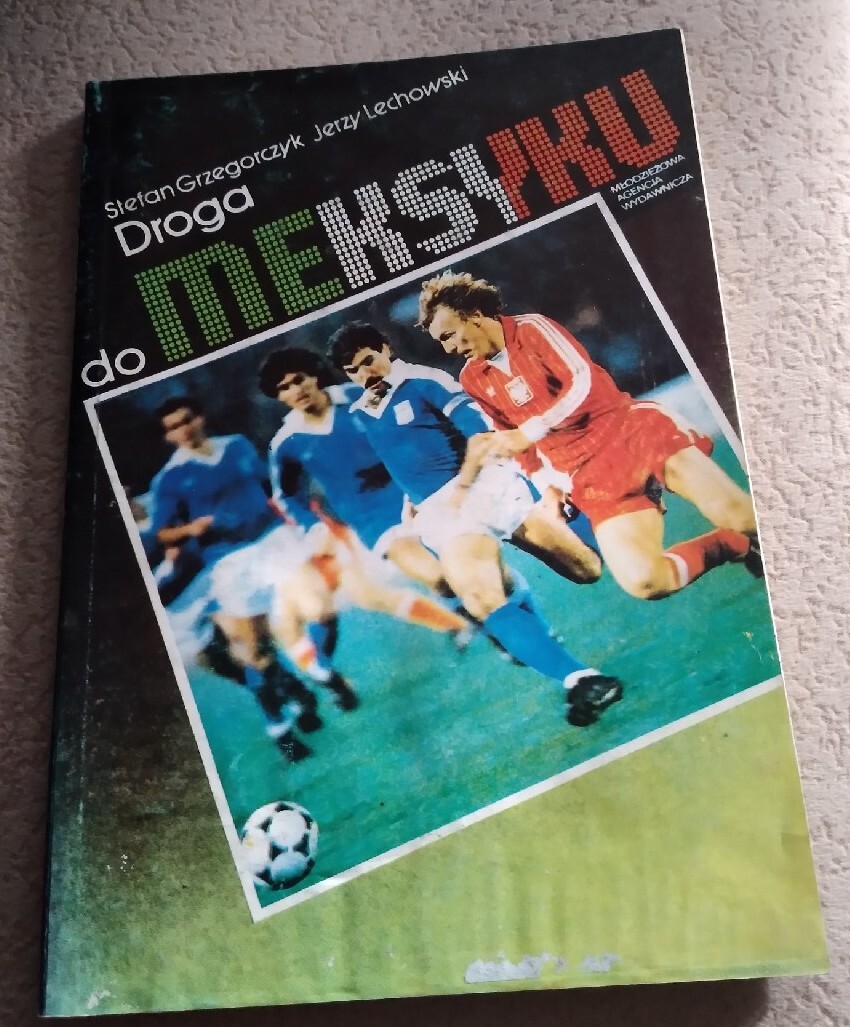 Stefan Grzegorczyk Jerzy Lechowski
Droga
do MEKSYKU
MŁODZIEŻOWA
AGENCJA
WYDAWNICZA